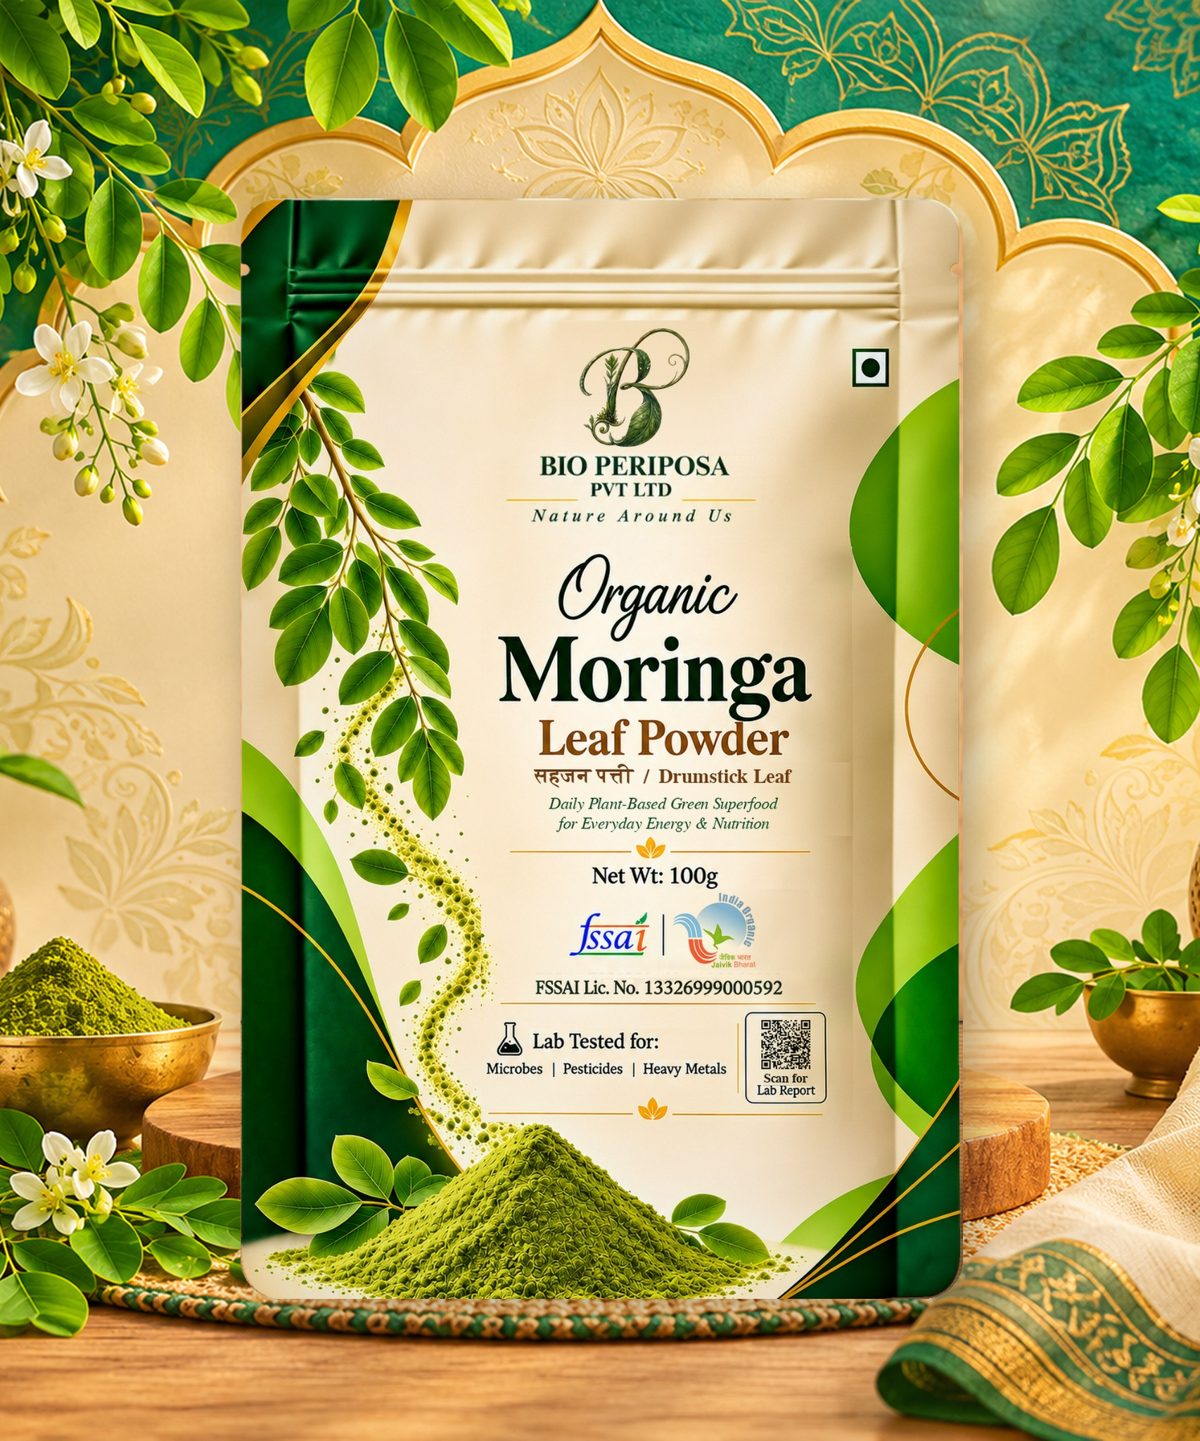 BIO PERIPOSA
PVT LTD
Nature Around Us
Organic
Moringa
Leaf Powder
सहजन पत्ती / Drumstick Leaf
Daily Plant-Based Green Superfood
for Everyday Energy & Nutrition
Net Wt: 100g
fssai
India Organic
जैविक भारत
Jaivik Bharat
FSSAI Lic. No. 13326999000592
Lab Tested for:
Microbes | Pesticides | Heavy Metals
Scan for
Lab Report